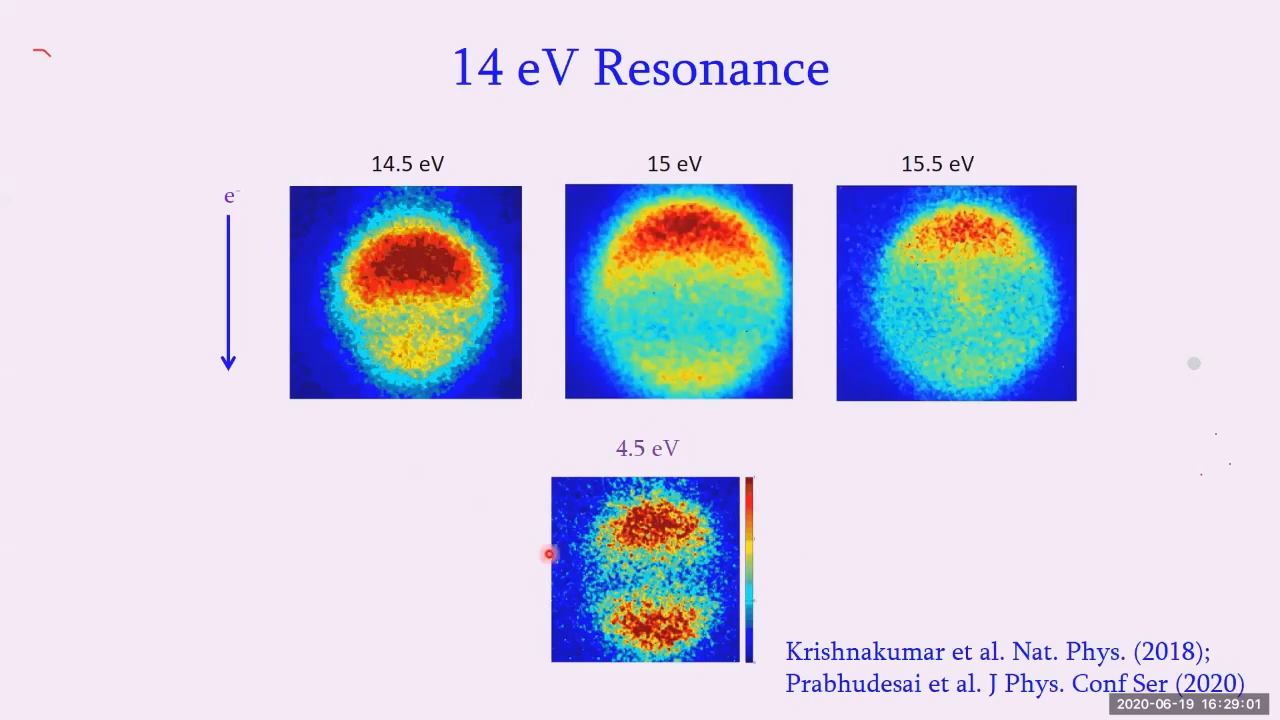 14 eV Resonance
14.5 eV
15 eV
15.5 eV
e⁻
4.5 eV
Krishnakumar et al. Nat. Phys. (2018);
Prabhudesai et al. J Phys. Conf Ser (2020)
2020-06-19 16:29:01